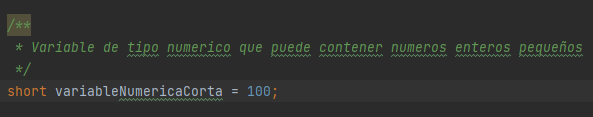 /**
* Variable de tipo numerico que puede contener numeros enteros pequeños
*/
short variableNumericaCorta = 100;